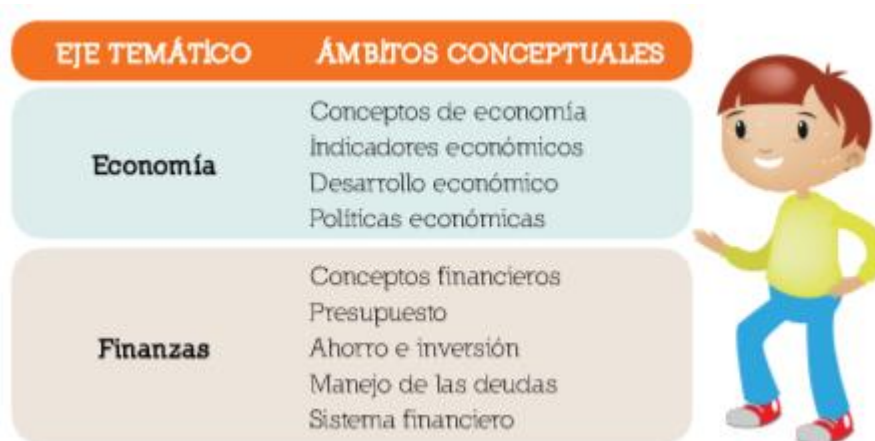 EJE TEMÁTICO ÁMBITOS CONCEPTUALES
Economía
Conceptos de economía
Indicadores económicos
Desarrollo económico
Políticas económicas
Finanzas
Conceptos financieros
Presupuesto
Ahorro e inversión
Manejo de las deudas
Sistema financiero